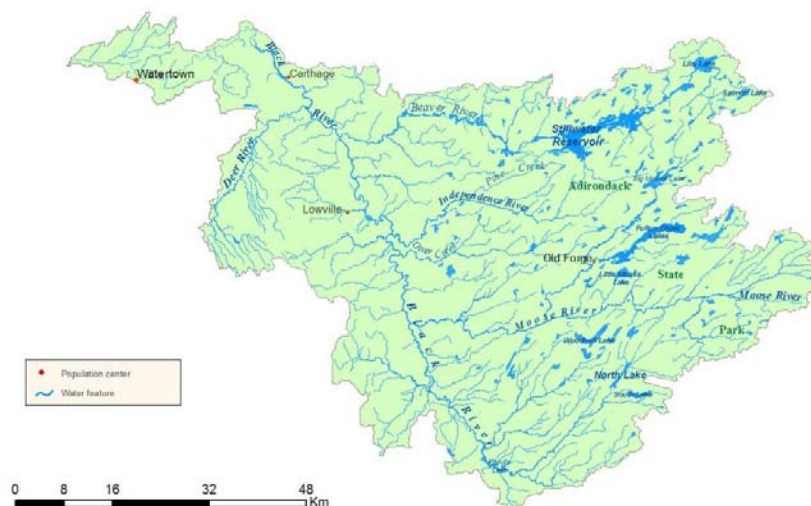 Watertown
Black
Carthage
River
Deer River
Lowville
Beaver River
Stillwater
Reservoir
Pine Creek
Adirondack
Independence River
Otter Creek
Old Forge
State
Moose River
Moose River
Park
Black
River
North Lake
Population center
Water feature
0 8 16 32 48
Km